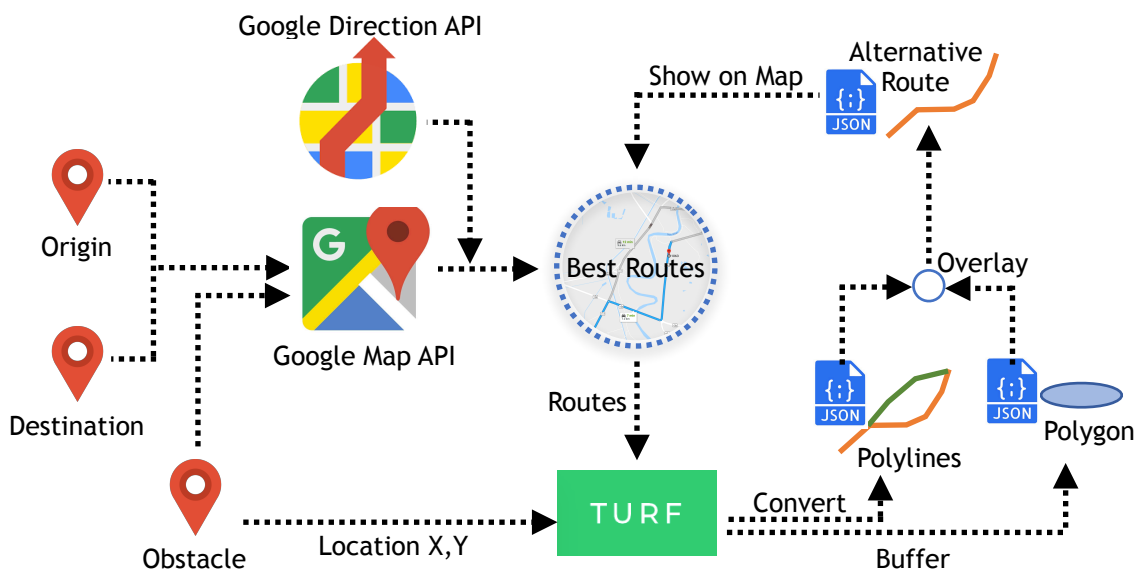 Google Direction API
Show on Map
Alternative
Route
{;}
JSON
Origin
G
Best Routes
Overlay
Google Map API
Destination
Routes
{;}
JSON
{;}
JSON
Polygon
Polylines
TURF
Convert
Obstacle
Location X,Y
Buffer